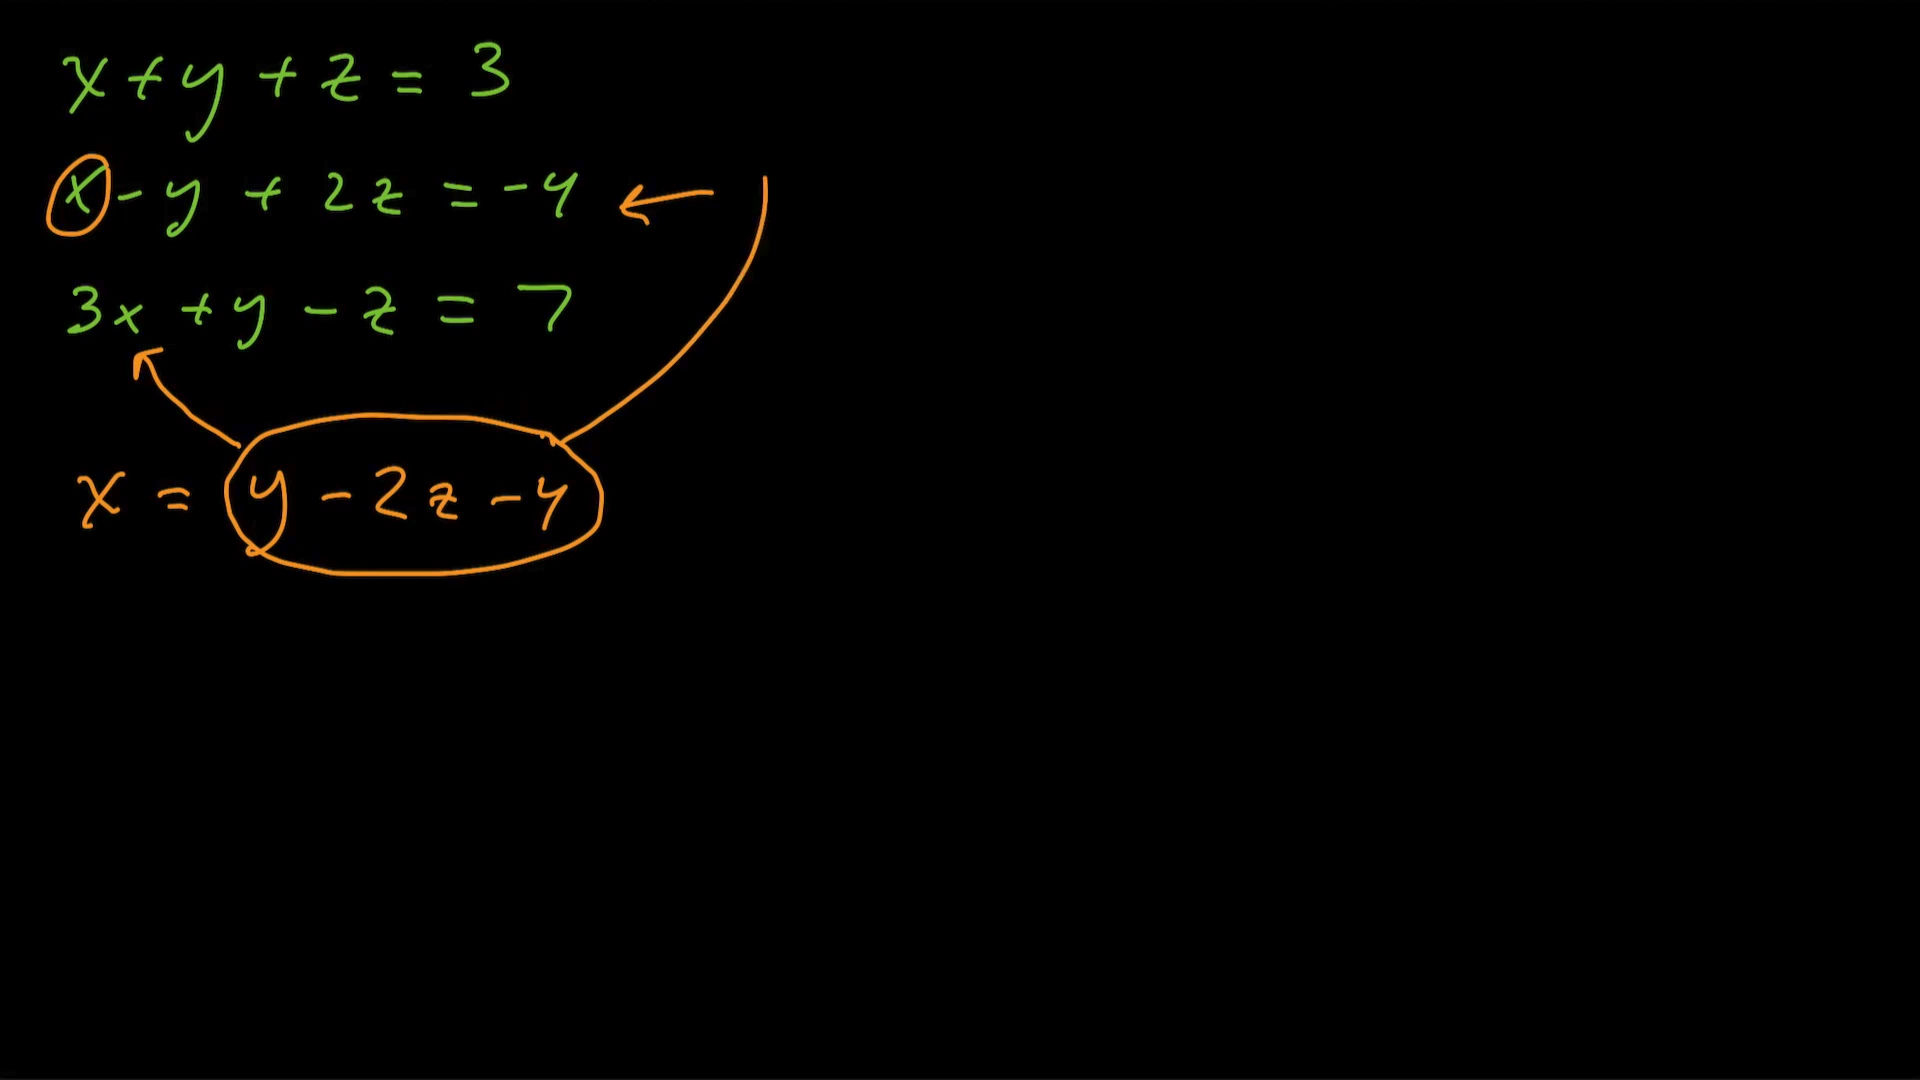 x + y + z = 3
x - y + 2z = -4
3x + y - z = 7
x = y - 2z - 4